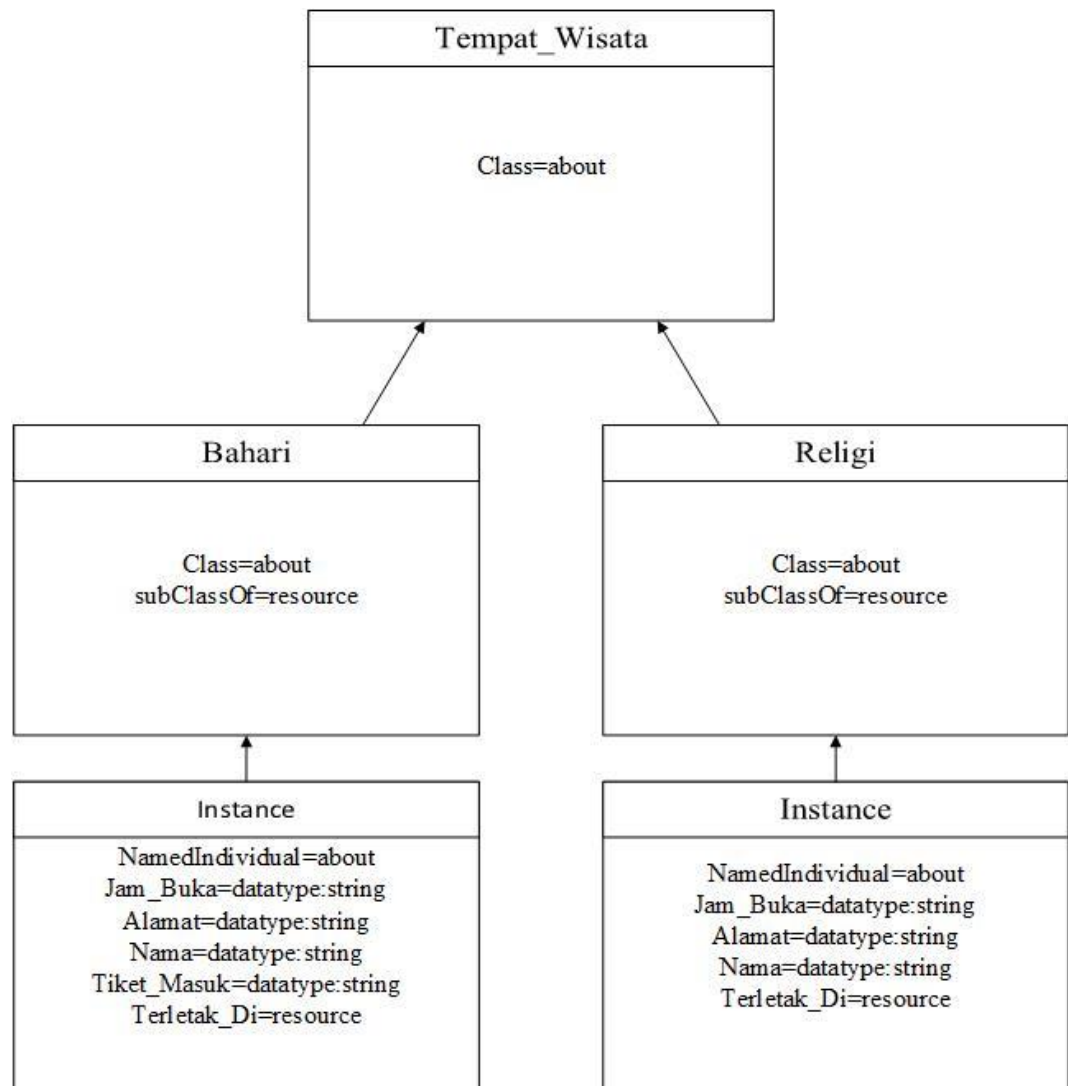 Tempat_Wisata
Class=about
Bahari
Class=about
subClassOf=resource
Religi
Class=about
subClassOf=resource
Instance
NamedIndividual=about
Jam_Buka=datatype:string
Alamat=datatype:string
Nama=datatype:string
Tiket_Masuk=datatype:string
Terletak_Di=resource
Instance
NamedIndividual=about
Jam_Buka=datatype:string
Alamat=datatype:string
Nama=datatype:string
Terletak_Di=resource